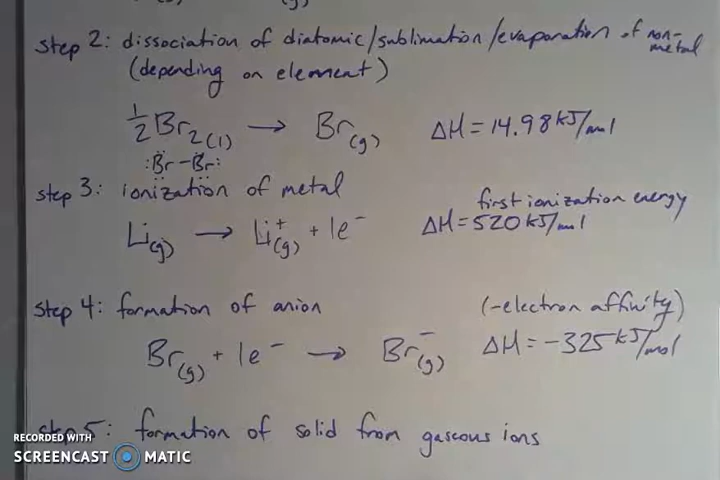 (g)
step 2: dissociation of diatomic/sublimation/evaporation of non-metal
(depending on element)
½Br₂(l) → Br(g) ΔH = 14.98 kJ/mol
:Br-Br:
step 3: ionization of metal
first ionization energy
Li(g) → Li⁺(g) + 1e⁻ ΔH = 520 kJ/mol
step 4: formation of anion (-electron affinity)
Br(g) + 1e⁻ → Br⁻(g) ΔH = -325 kJ/mol
step 5: formation of solid from gaseous ions
RECORDED WITH
SCREENCAST MATIC